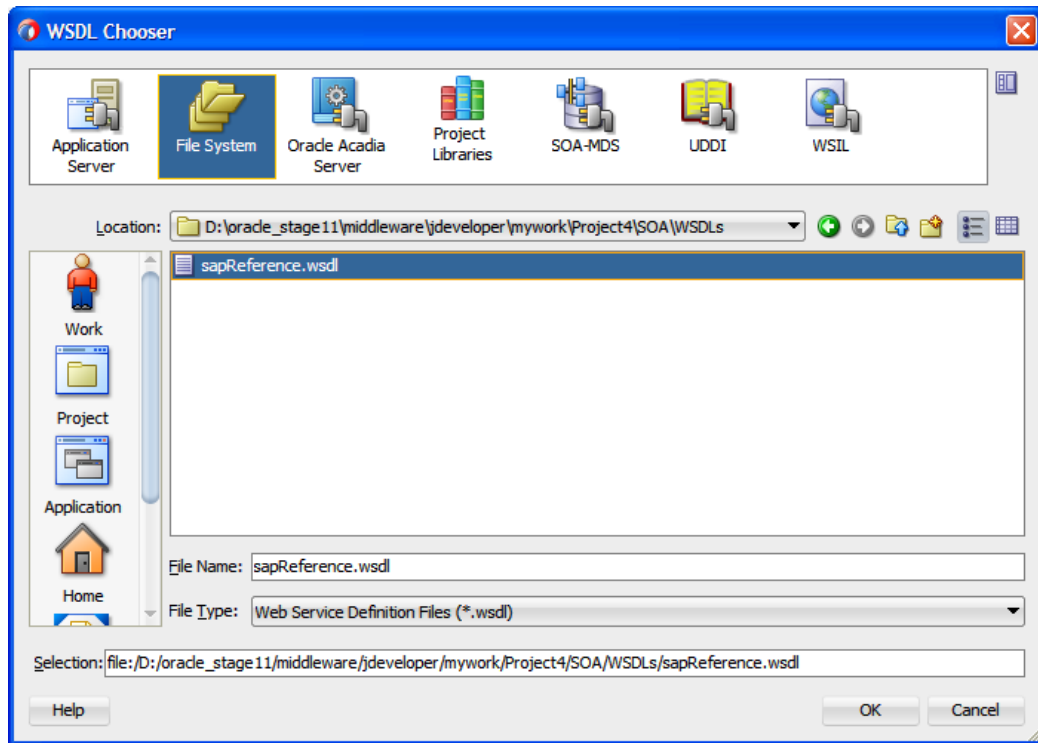 WSDL Chooser
Application
Server
File System
Oracle Acadia
Server
Project
Libraries
SOA-MDS
UDDI
WSIL
Location:
D:\oracle_stage11\middleware\jdeveloper\mywork\Project4\SOA\WSDLs
sapReference.wsdl
Work
Project
Application
Home
File Name:
sapReference.wsdl
File Type:
Web Service Definition Files (*.wsdl)
Selection:
file:/D:/oracle_stage11/middleware/jdeveloper/mywork/Project4/SOA/WSDLs/sapReference.wsdl
Help
OK
Cancel